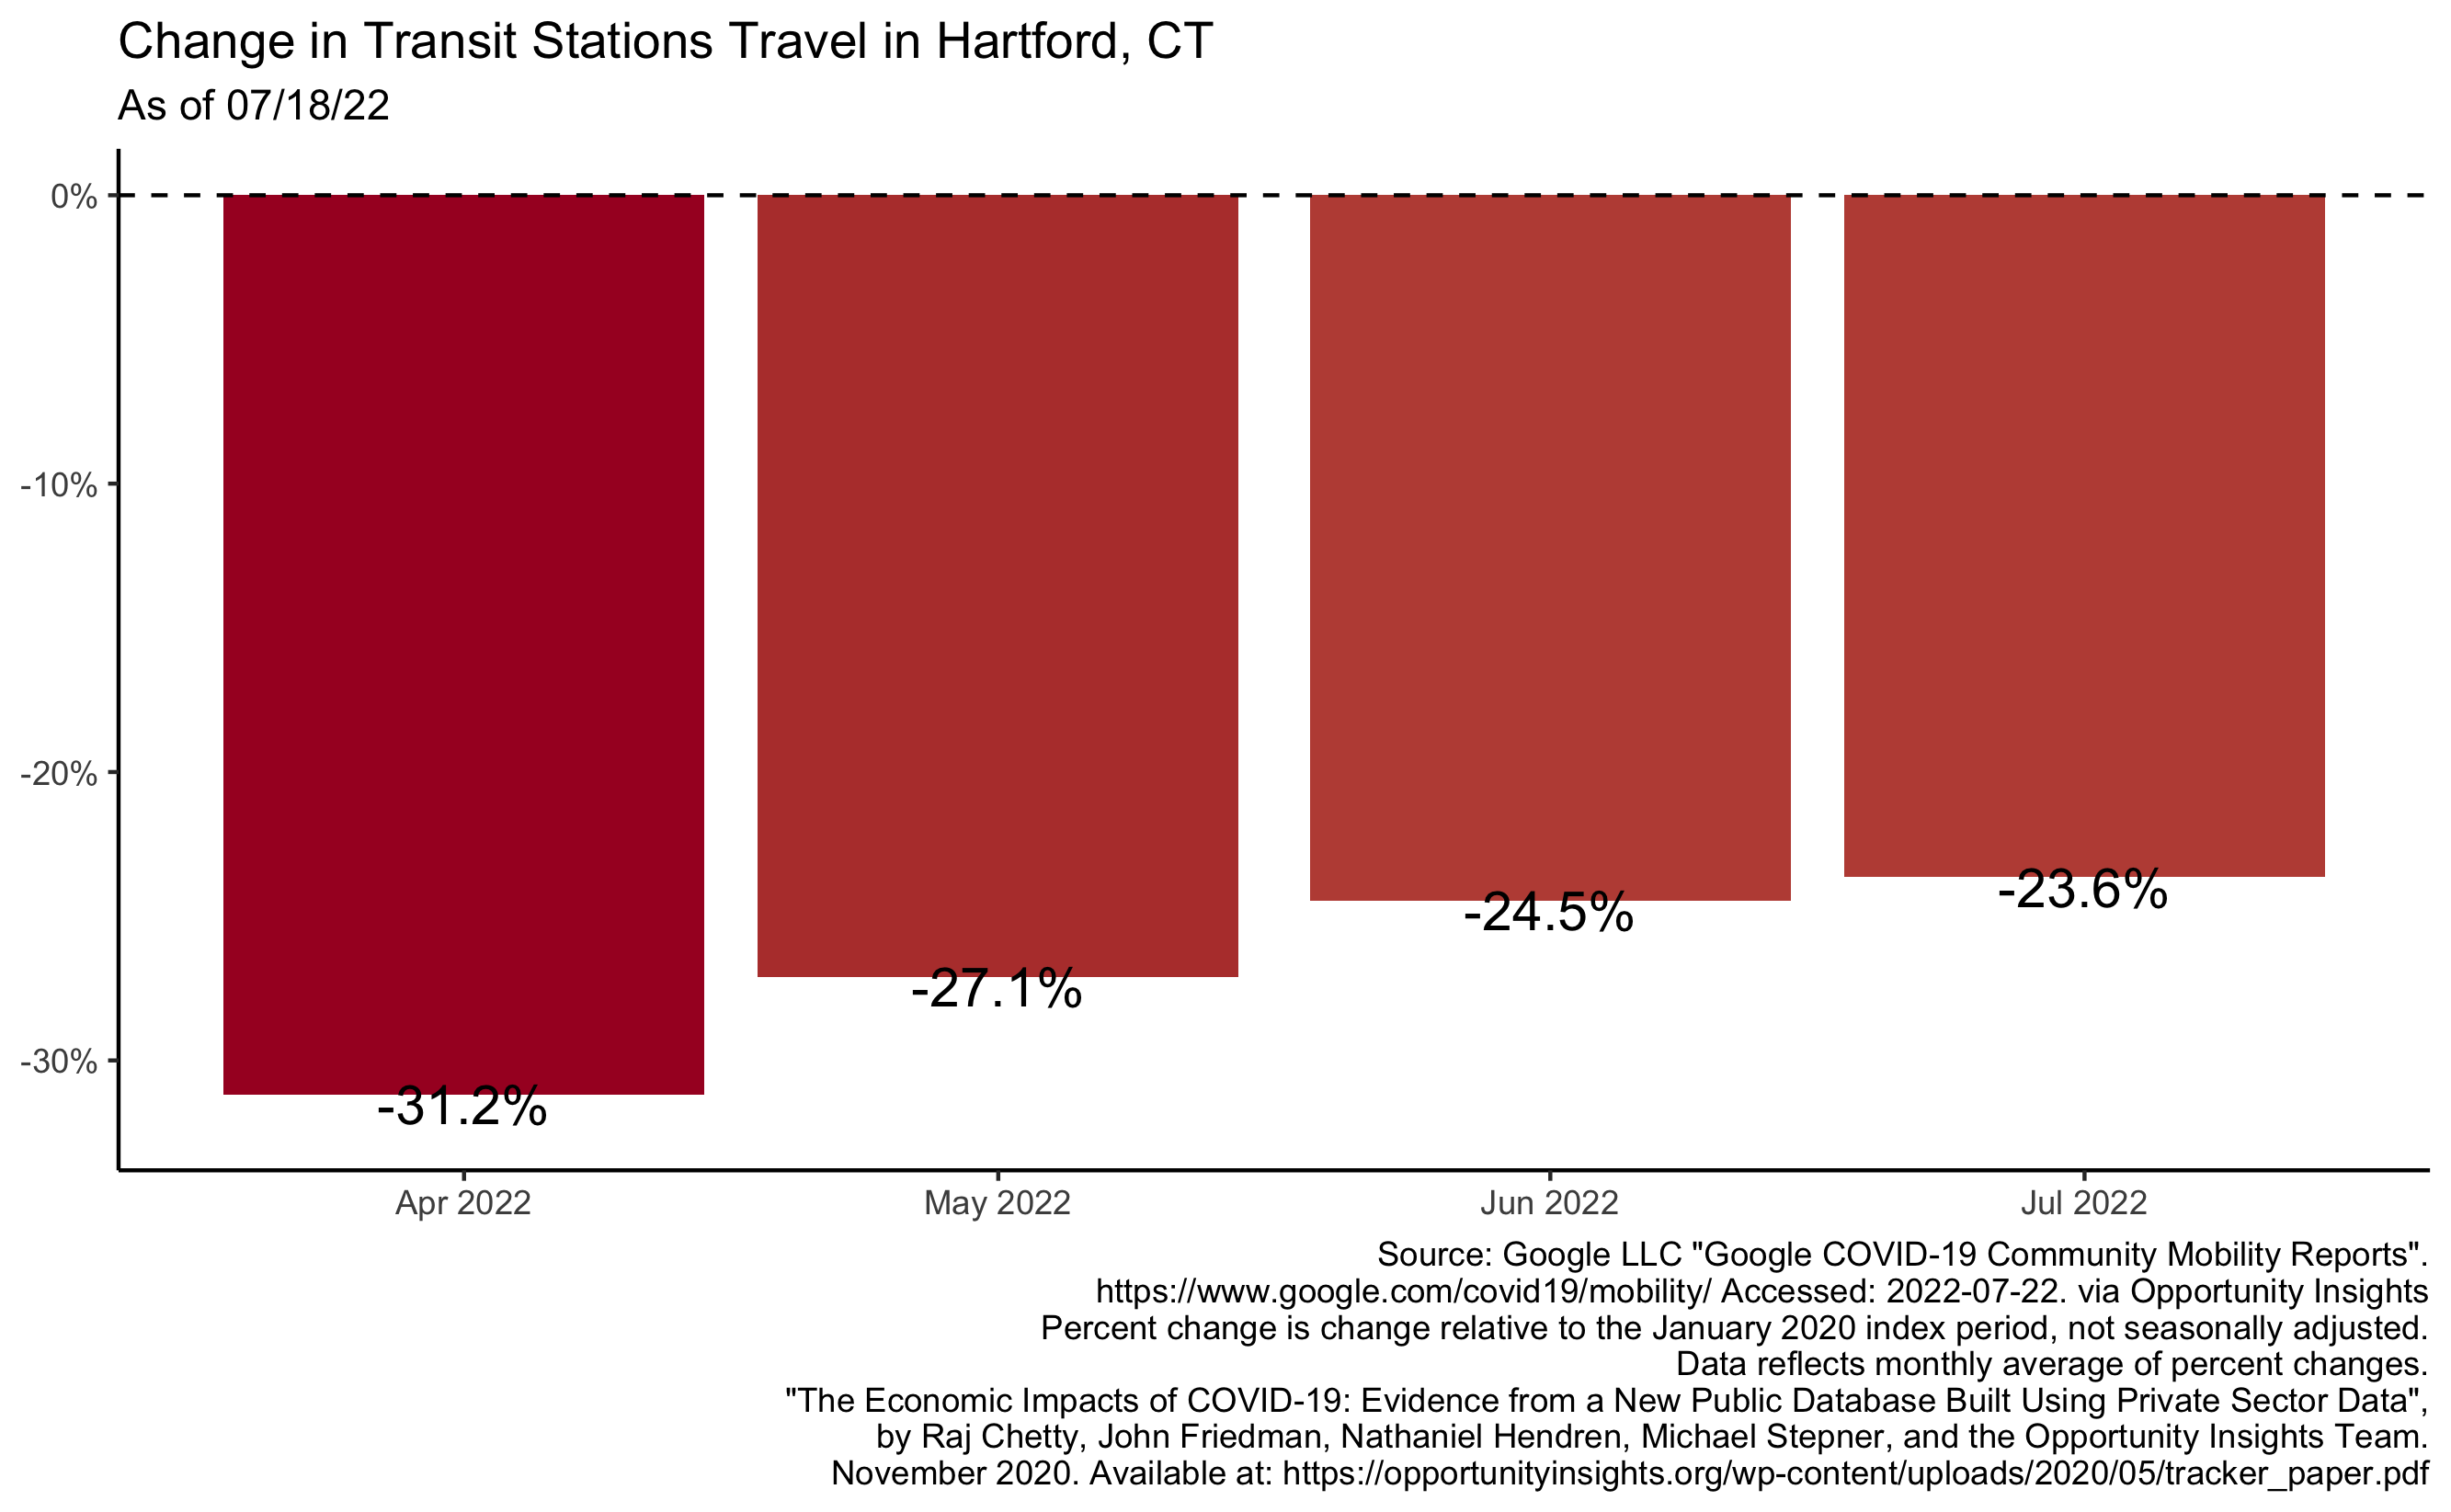 Change in Transit Stations Travel in Hartford, CT
As of 07/18/22
0%
-10%
-20%
-30%
-31.2%
-27.1%
-24.5%
-23.6%
Apr 2022
May 2022
Jun 2022
Jul 2022
Source: Google LLC "Google COVID-19 Community Mobility Reports".
https://www.google.com/covid19/mobility/ Accessed: 2022-07-22. via Opportunity Insights
Percent change is change relative to the January 2020 index period, not seasonally adjusted.
Data reflects monthly average of percent changes.
"The Economic Impacts of COVID-19: Evidence from a New Public Database Built Using Private Sector Data",
by Raj Chetty, John Friedman, Nathaniel Hendren, Michael Stepner, and the Opportunity Insights Team.
November 2020. Available at: https://opportunityinsights.org/wp-content/uploads/2020/05/tracker_paper.pdf